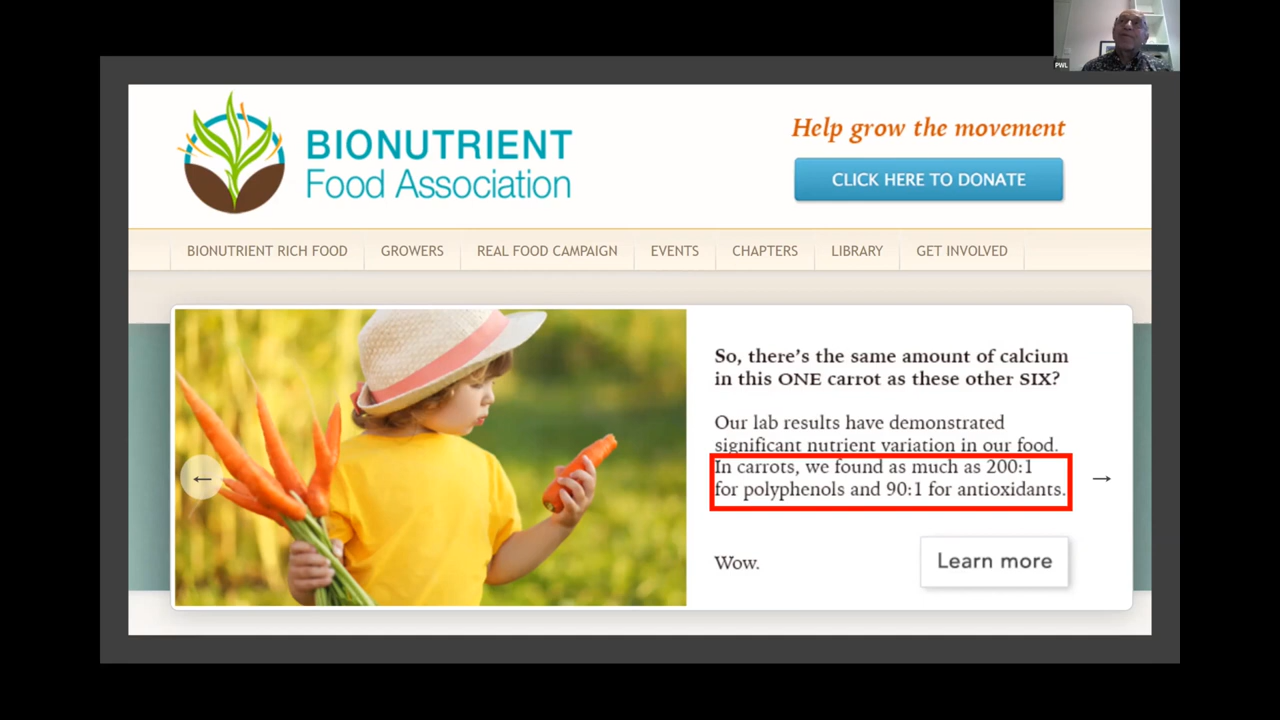 PWL
BIONUTRIENT
Food Association
Help grow the movement
CLICK HERE TO DONATE
BIONUTRIENT RICH FOOD
GROWERS
REAL FOOD CAMPAIGN
EVENTS
CHAPTERS
LIBRARY
GET INVOLVED
So, there's the same amount of calcium
in this ONE carrot as these other SIX?
Our lab results have demonstrated
significant nutrient variation in our food.
In carrots, we found as much as 200:1
for polyphenols and 90:1 for antioxidants.
Wow.
Learn more